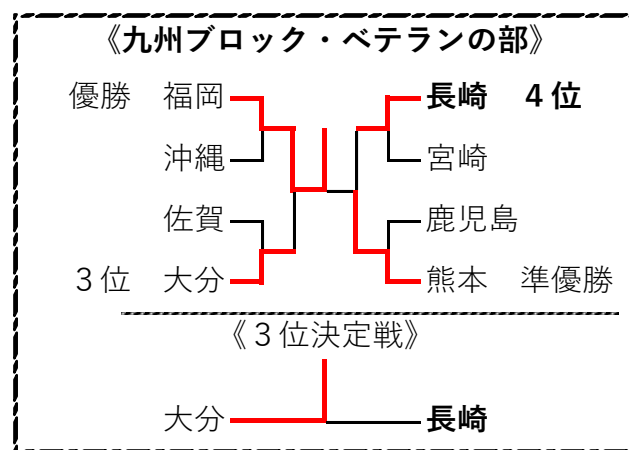 《九州ブロック・ベテランの部》
優勝　福岡　長崎　４位
沖縄　宮崎
佐賀　鹿児島
３位　大分　熊本　準優勝
《３位決定戦》
大分　長崎